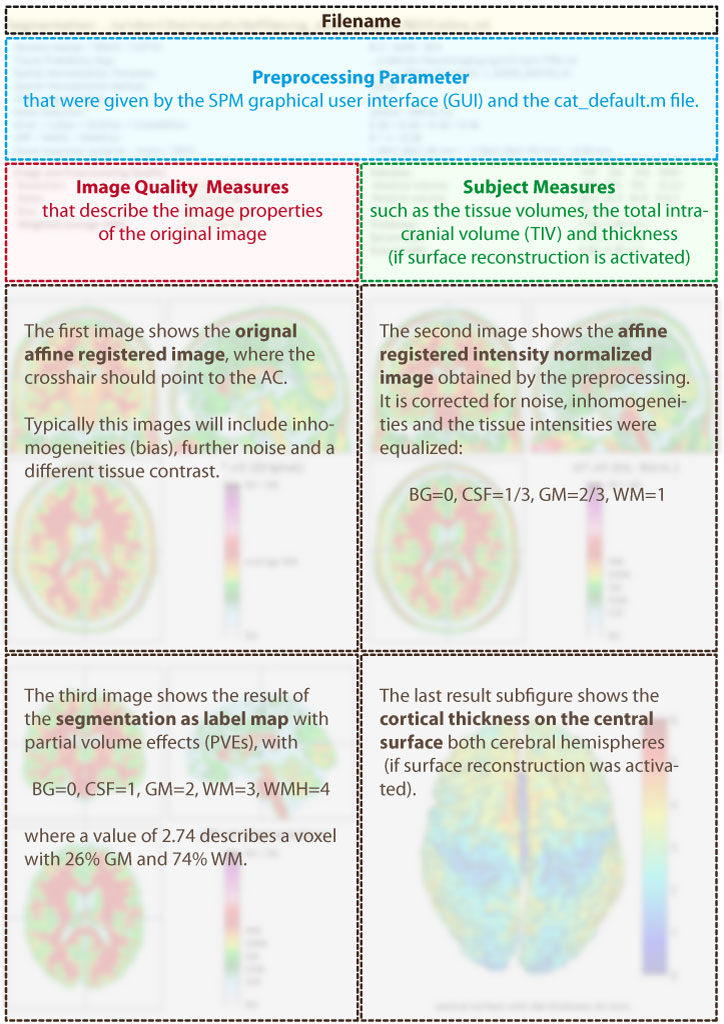 Filename
Preprocessing Parameter
that were given by the SPM graphical user interface (GUI) and the cat_default.m file.
Image Quality  Measures
that describe the image properties
of the original image
Subject Measures
such as the tissue volumes, the total intra-
cranial volume (TIV) and thickness
(if surface reconstruction is activated)
The first image shows the orignal
affine registered image, where the
crosshair should point to the AC.
Typically this images will include inho-
mogeneities (bias), further noise and a
different tissue contrast.
The second image shows the affine
registered intensity normalized
image obtained by the preprocessing.
It is corrected for noise, inhomogenei-
ties and the tissue intensities were
equalized:
BG=0, CSF=1/3, GM=2/3, WM=1
The third image shows the result of
the segmentation as label map with
partial volume effects (PVEs), with
BG=0, CSF=1, GM=2, WM=3, WMH=4
where a value of 2.74 describes a voxel
with 26% GM and 74% WM.
The last result subfigure shows the
cortical thickness on the central
surface both cerebral hemispheres
(if surface reconstruction was activa-
ted).